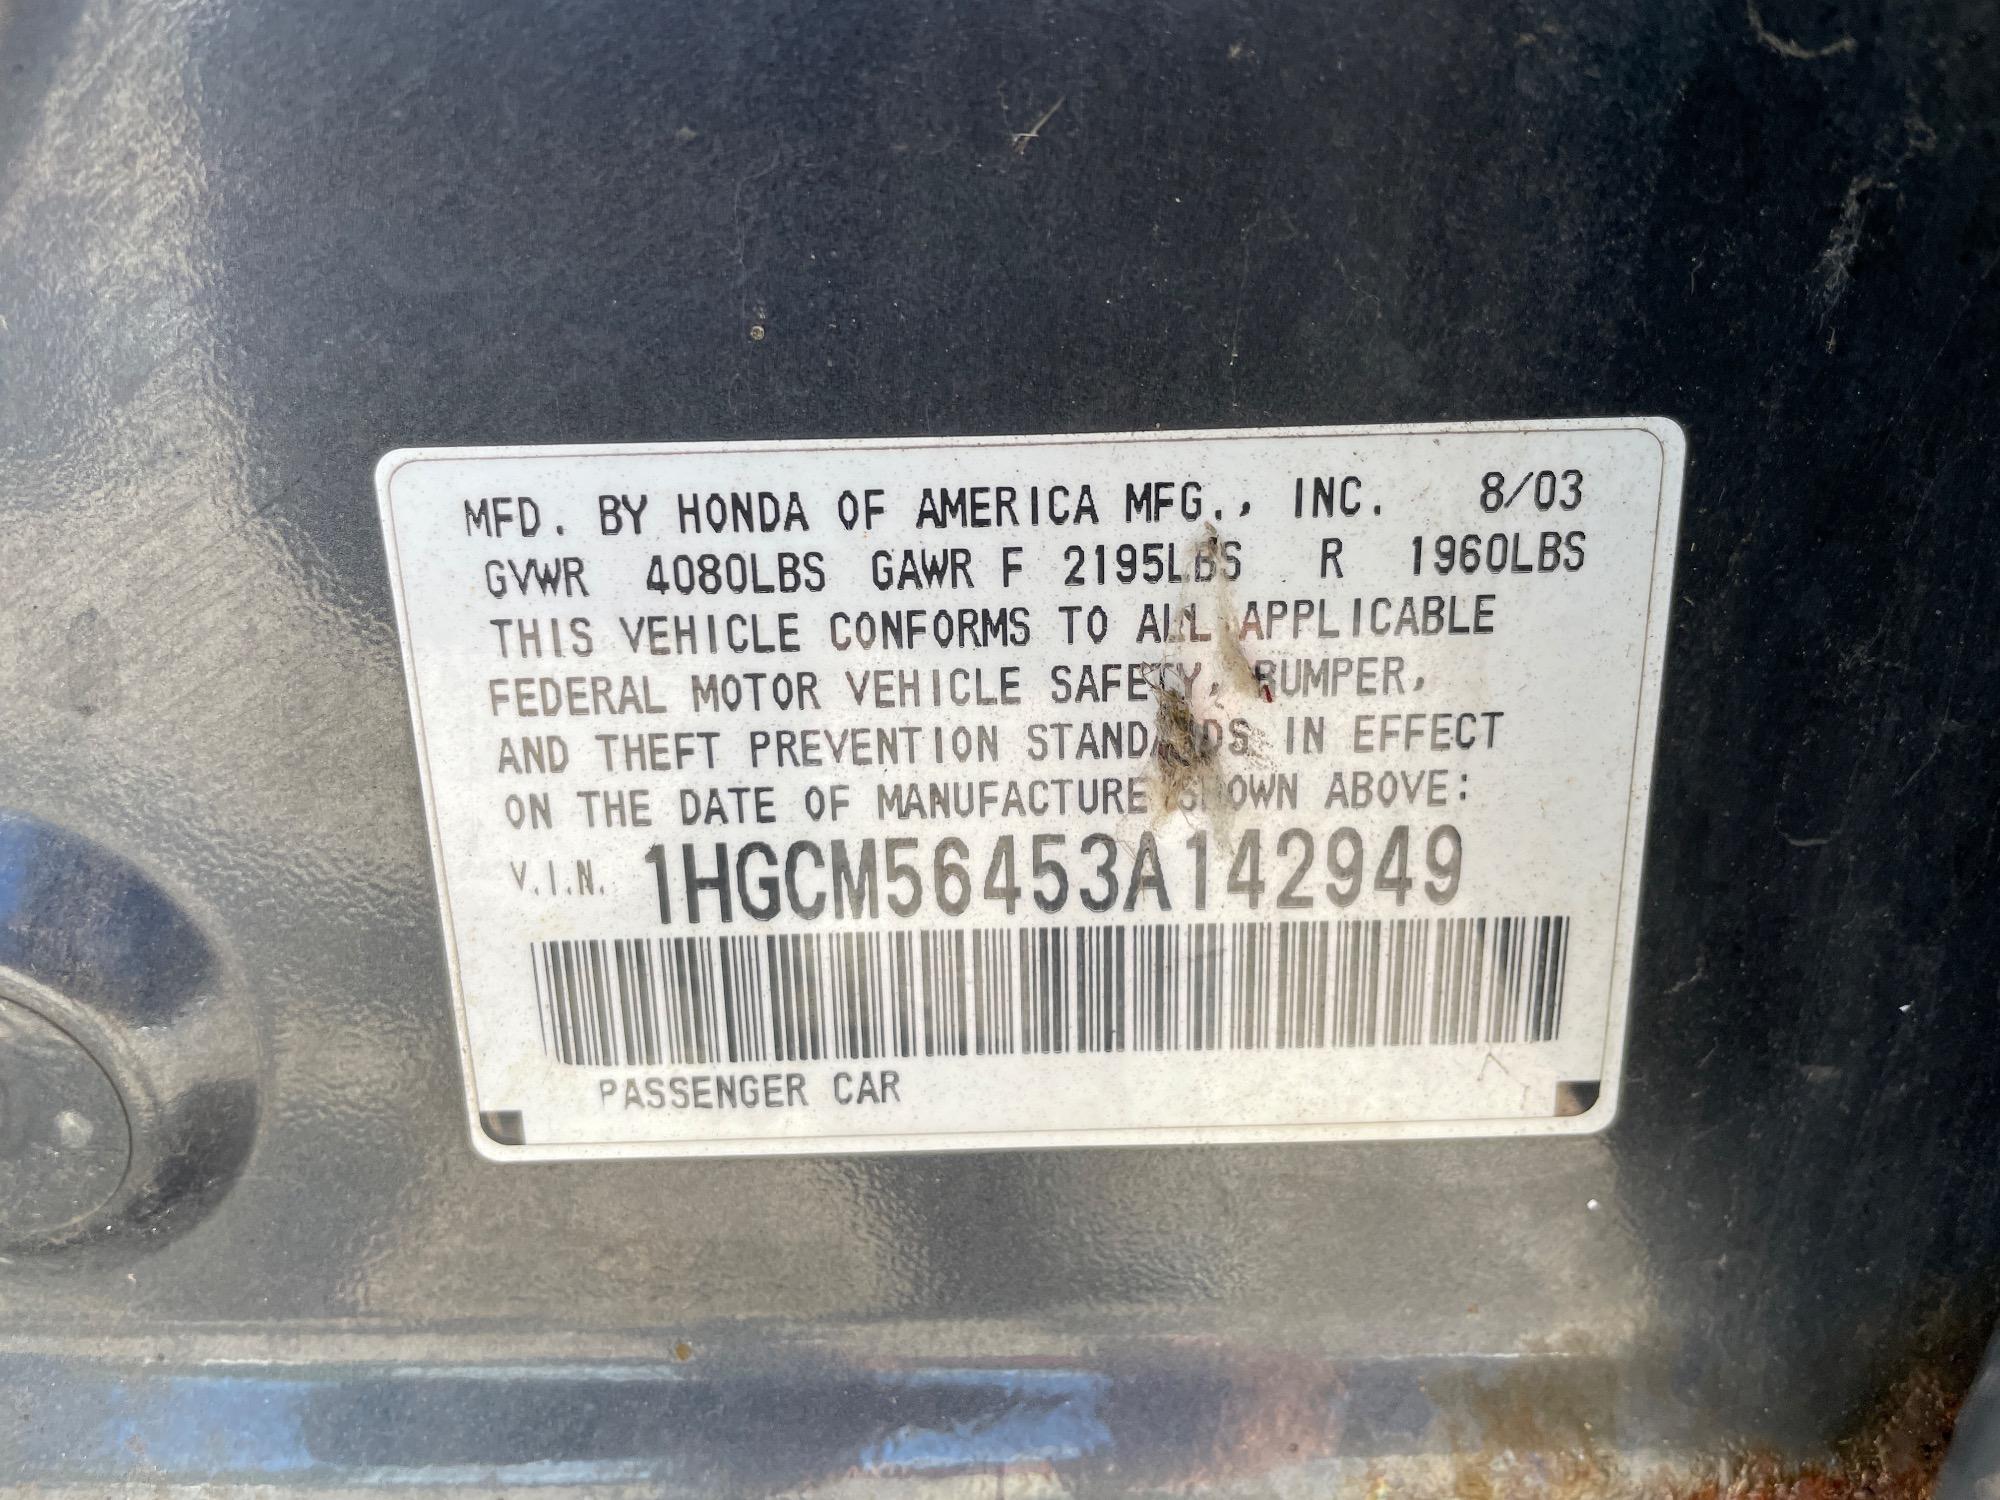 MFD. BY HONDA OF AMERICA MFG., INC. 8/03
GVWR 4080LBS GAWR F 2195LBS R 1960LBS
THIS VEHICLE CONFORMS TO ALL APPLICABLE
FEDERAL MOTOR VEHICLE SAFETY, BUMPER,
AND THEFT PREVENTION STANDARDS IN EFFECT
ON THE DATE OF MANUFACTURE SHOWN ABOVE:
V.I.N. 1HGCM56453A142949
PASSENGER CAR